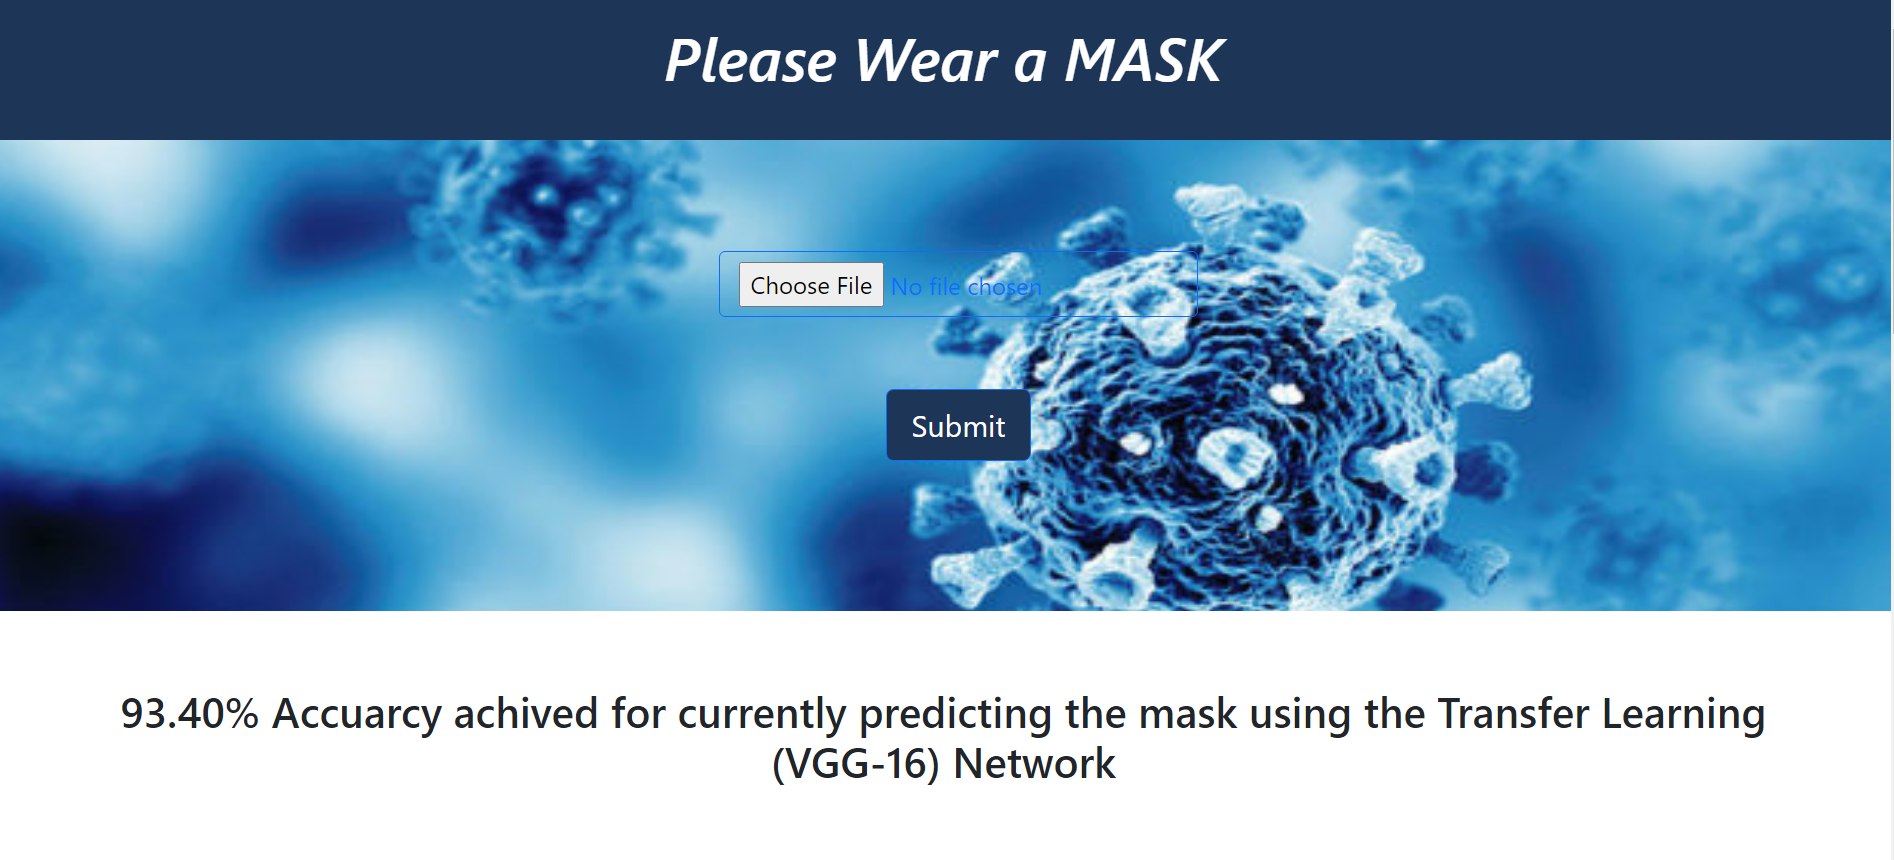 Please Wear a MASK
Choose File No file chosen
Submit
93.40% Accuarcy achived for currently predicting the mask using the Transfer Learning
(VGG-16) Network